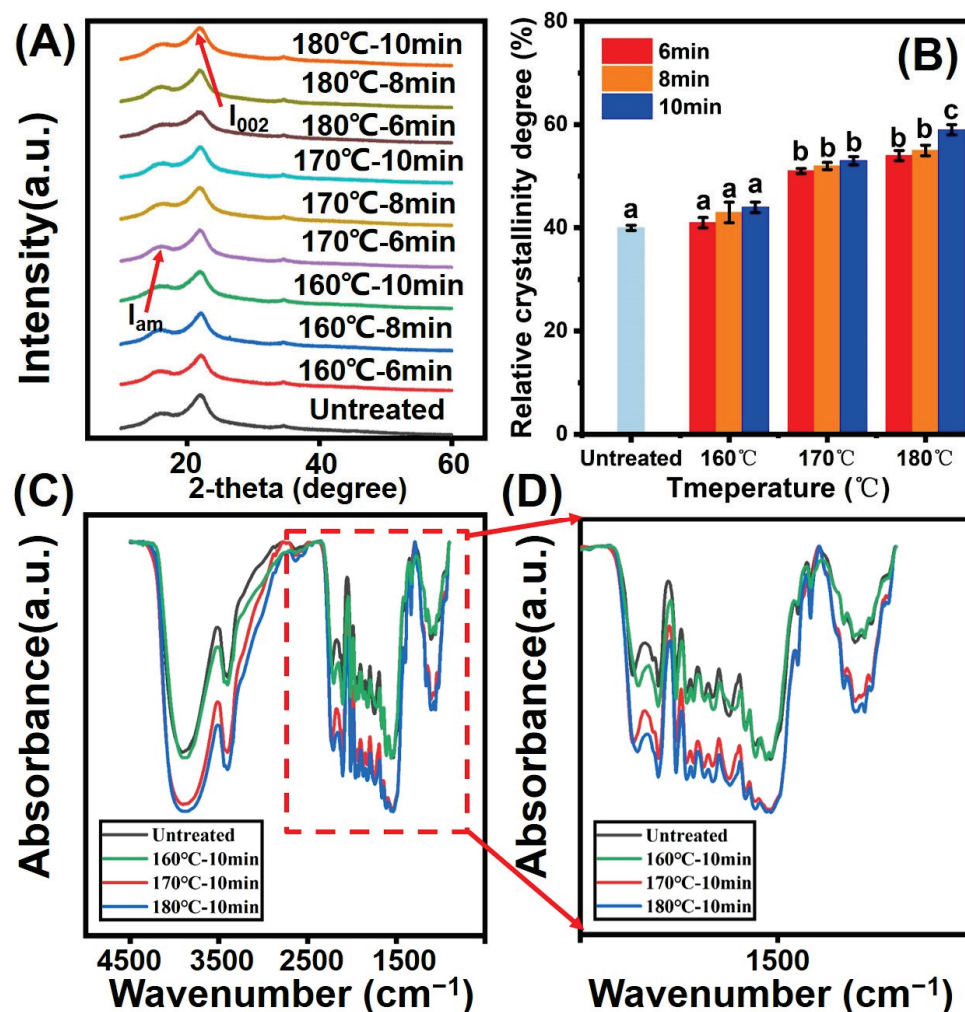 (A)
Intensity(a.u.)
180℃-10min
I002
180℃-8min
180℃-6min
170℃-10min
170℃-8min
170℃-6min
Iam
160℃-10min
160℃-8min
160℃-6min
Untreated
20
40
60
2-theta (degree)
(B)
Relative crystallinity degree (%)
80
60
40
20
0
6min
8min
10min
a
a
a
a
b
b
b
b
b
c
Untreated
160℃
170℃
180℃
Tmeperature (℃)
(C)
Absorbance(a.u.)
Untreated
160°C-10min
170°C-10min
180°C-10min
4500
3500
2500
1500
Wavenumber (cm⁻¹)
(D)
Absorbance(a.u.)
Untreated
160°C-10min
170°C-10min
180°C-10min
1500
Wavenumber (cm⁻¹)